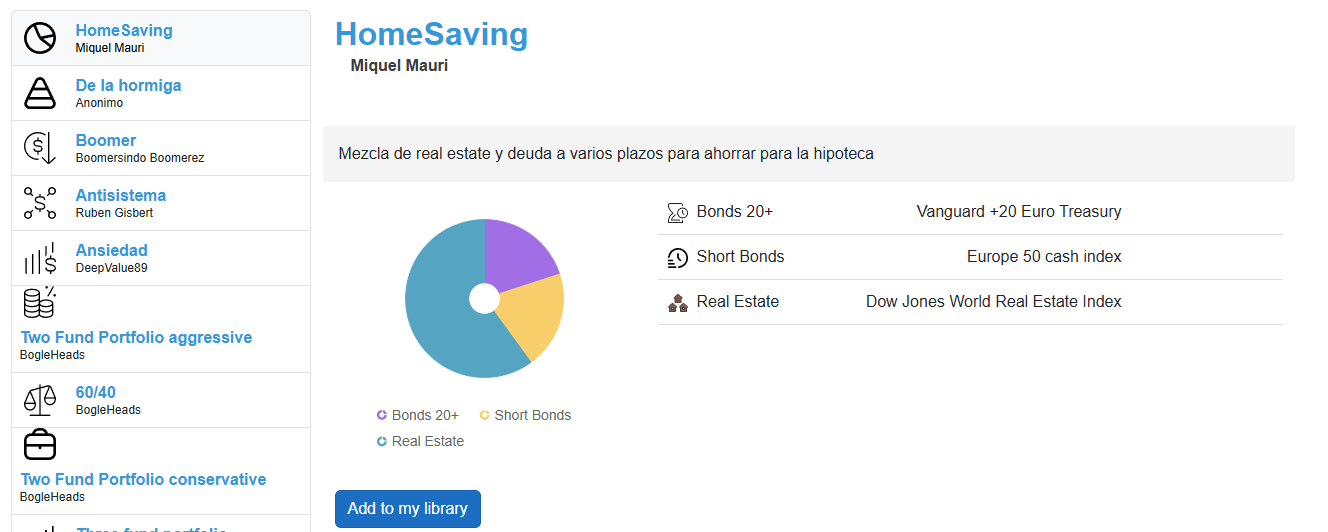 HomeSaving
Miquel Mauri
De la hormiga
Anonimo
Boomer
Boomersindo Boomerez
Antisistema
Ruben Gisbert
Ansiedad
DeepValue89
Two Fund Portfolio aggressive
BogleHeads
60/40
BogleHeads
Two Fund Portfolio conservative
BogleHeads
Three fund portfolio
HomeSaving
Miquel Mauri
Mezcla de real estate y deuda a varios plazos para ahorrar para la hipoteca
Bonds 20+ Vanguard +20 Euro Treasury
Short Bonds Europe 50 cash index
Real Estate Dow Jones World Real Estate Index
Bonds 20+ Short Bonds
Real Estate
Add to my library